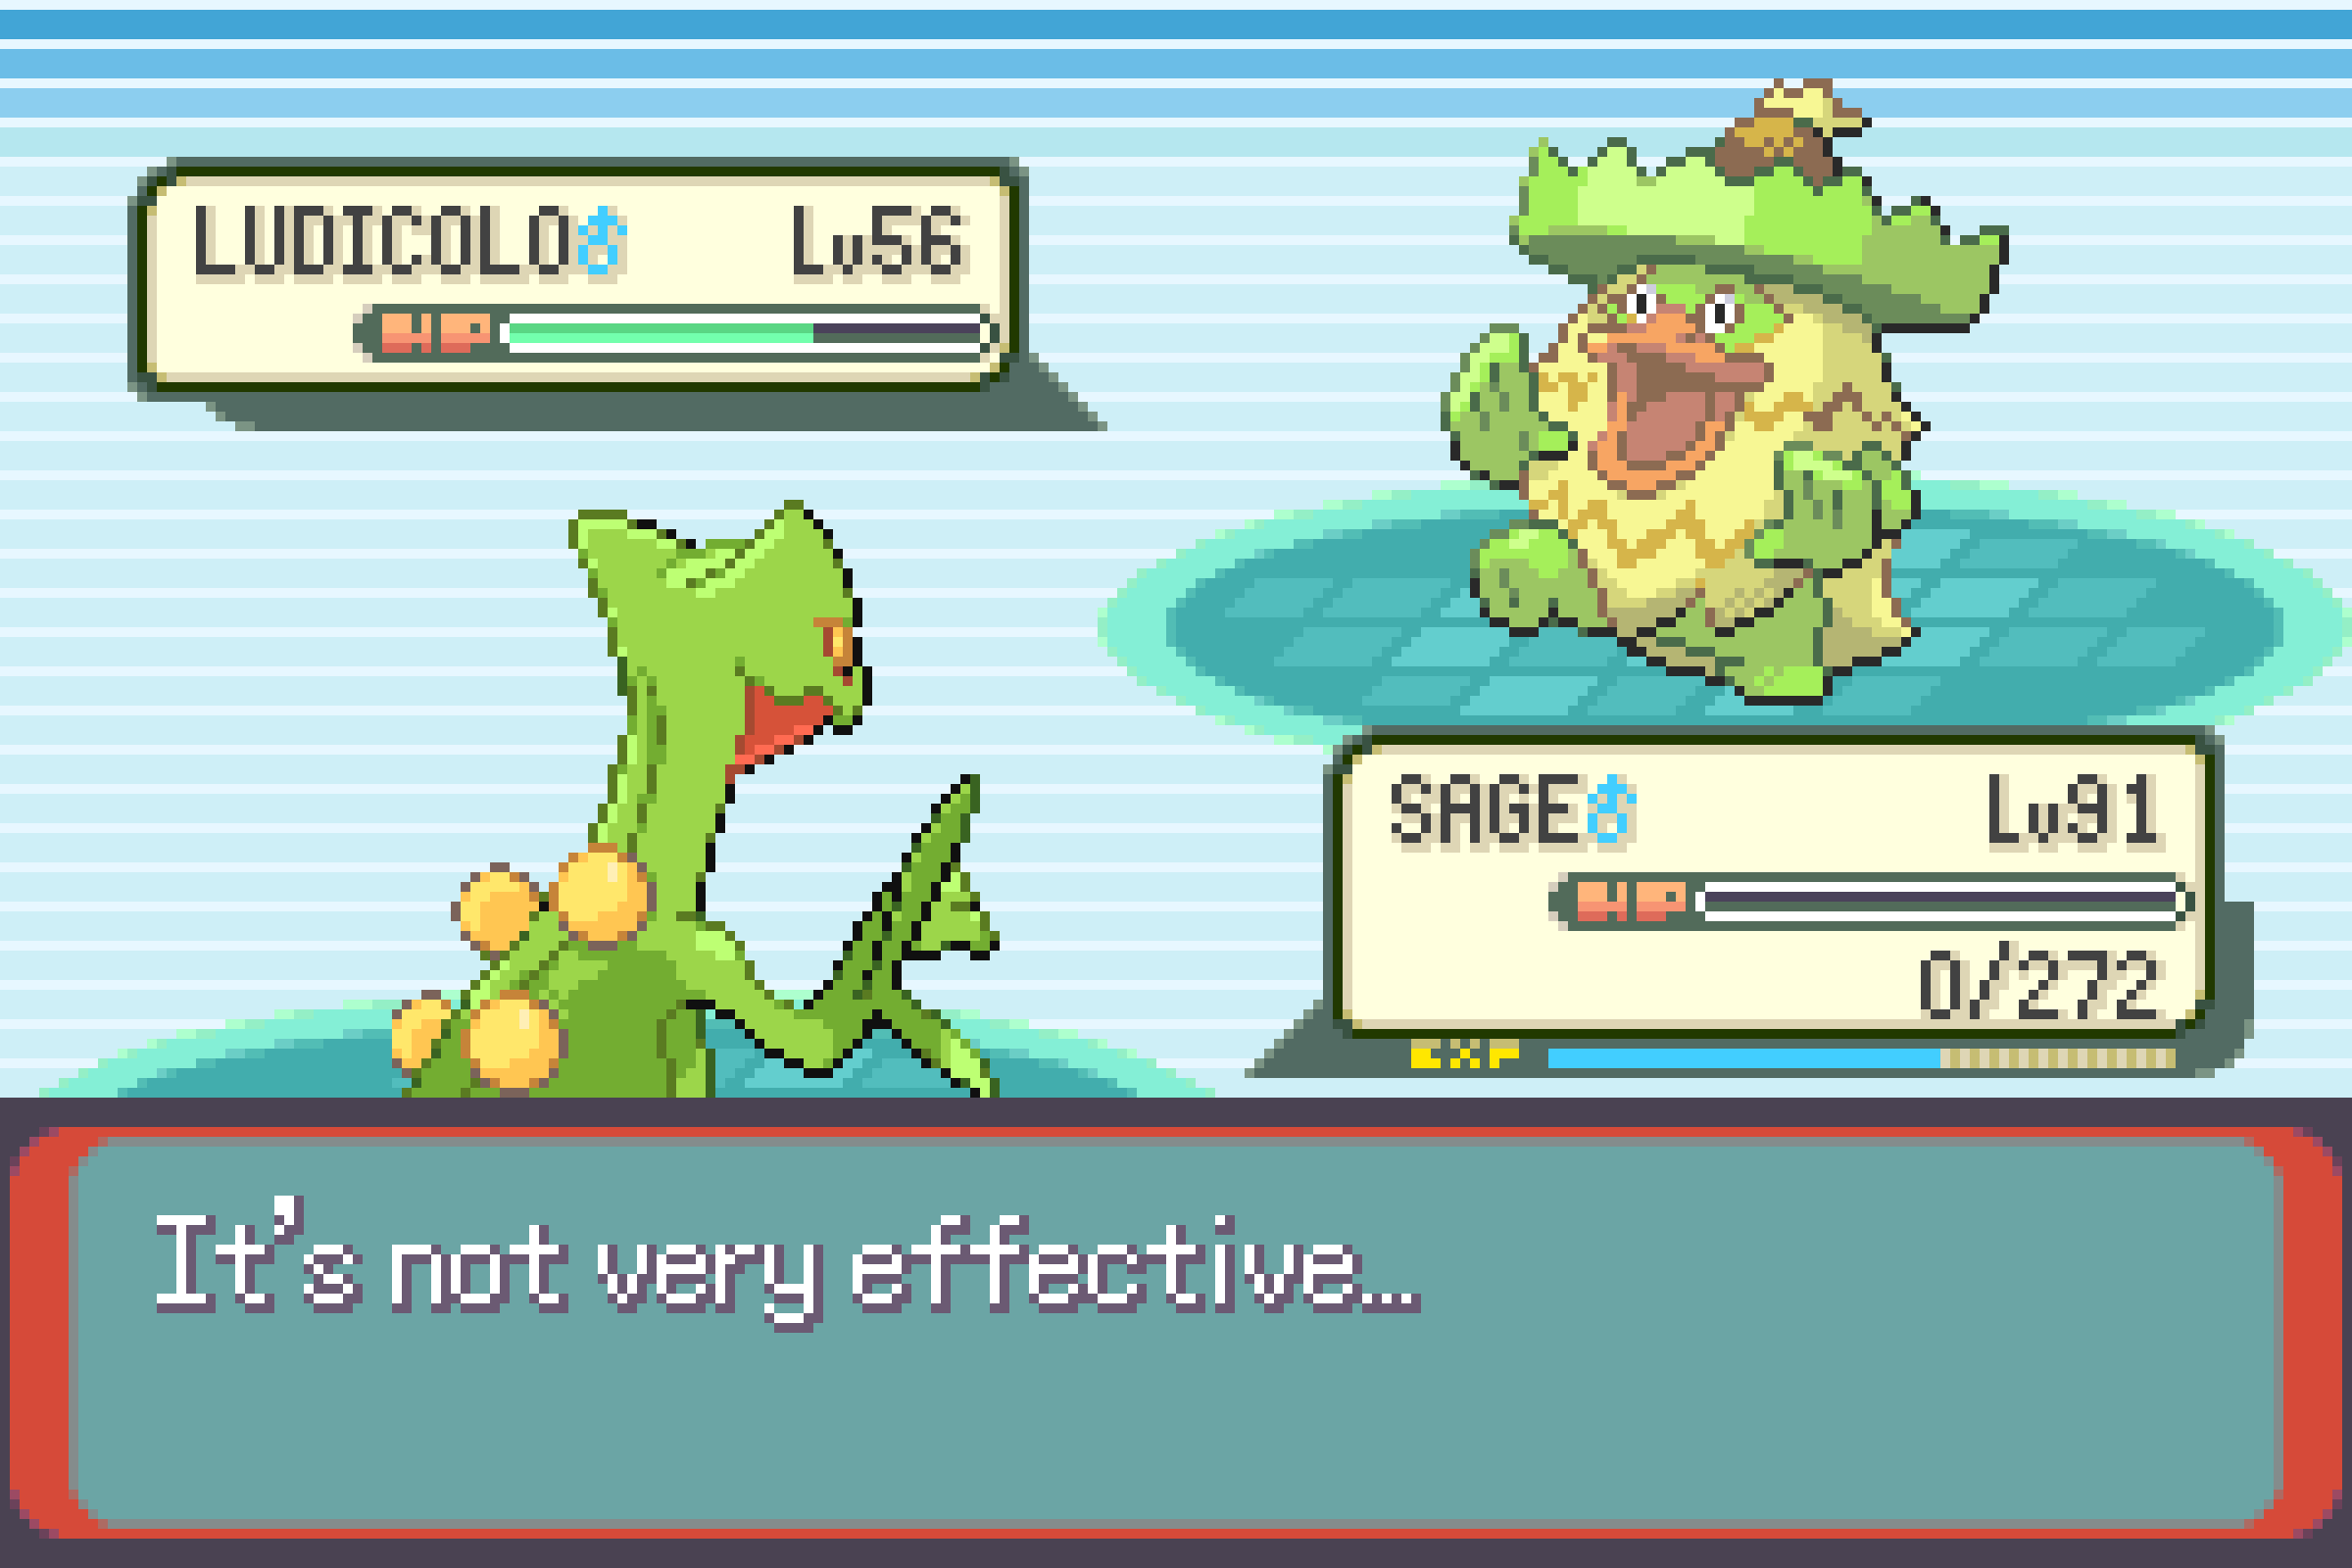 LUDICOLO♂ Lv56
HP
SAGE♂ Lv91
HP
0/272
EXP
It's not very effective…